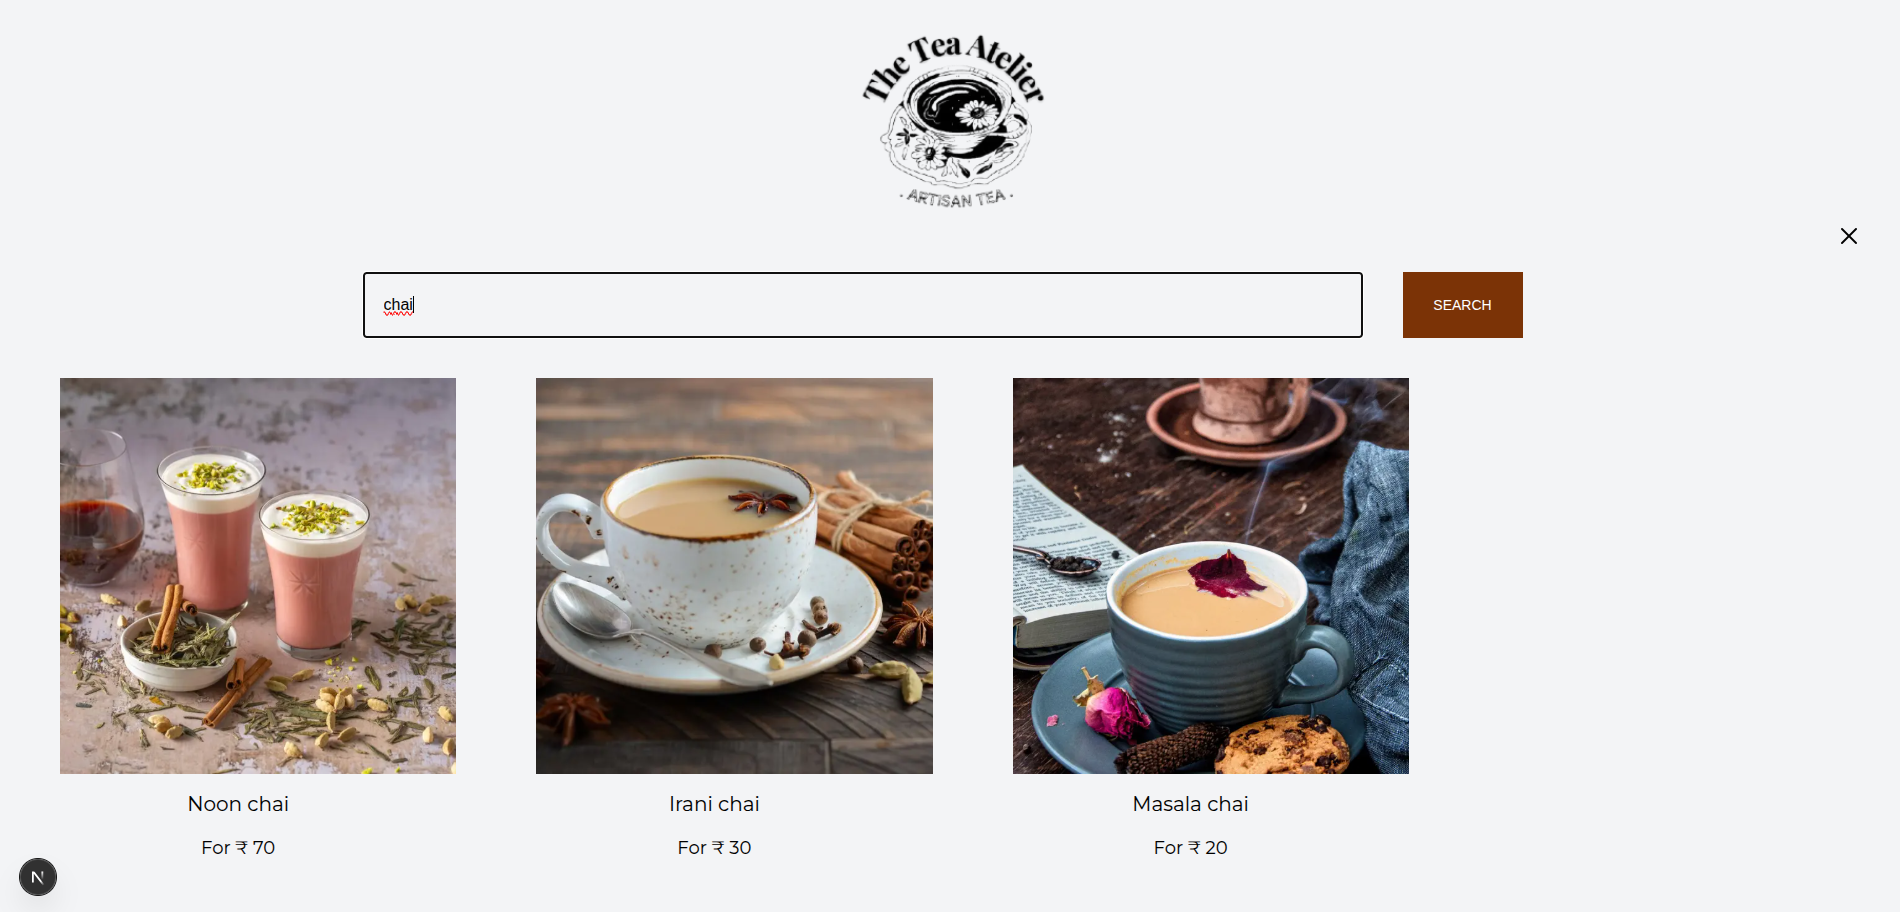 The Tea Atelier
· ARTISAN TEA ·
chai
SEARCH
Noon chai
Irani chai
Masala chai
For ₹ 70
For ₹ 30
For ₹ 20
N